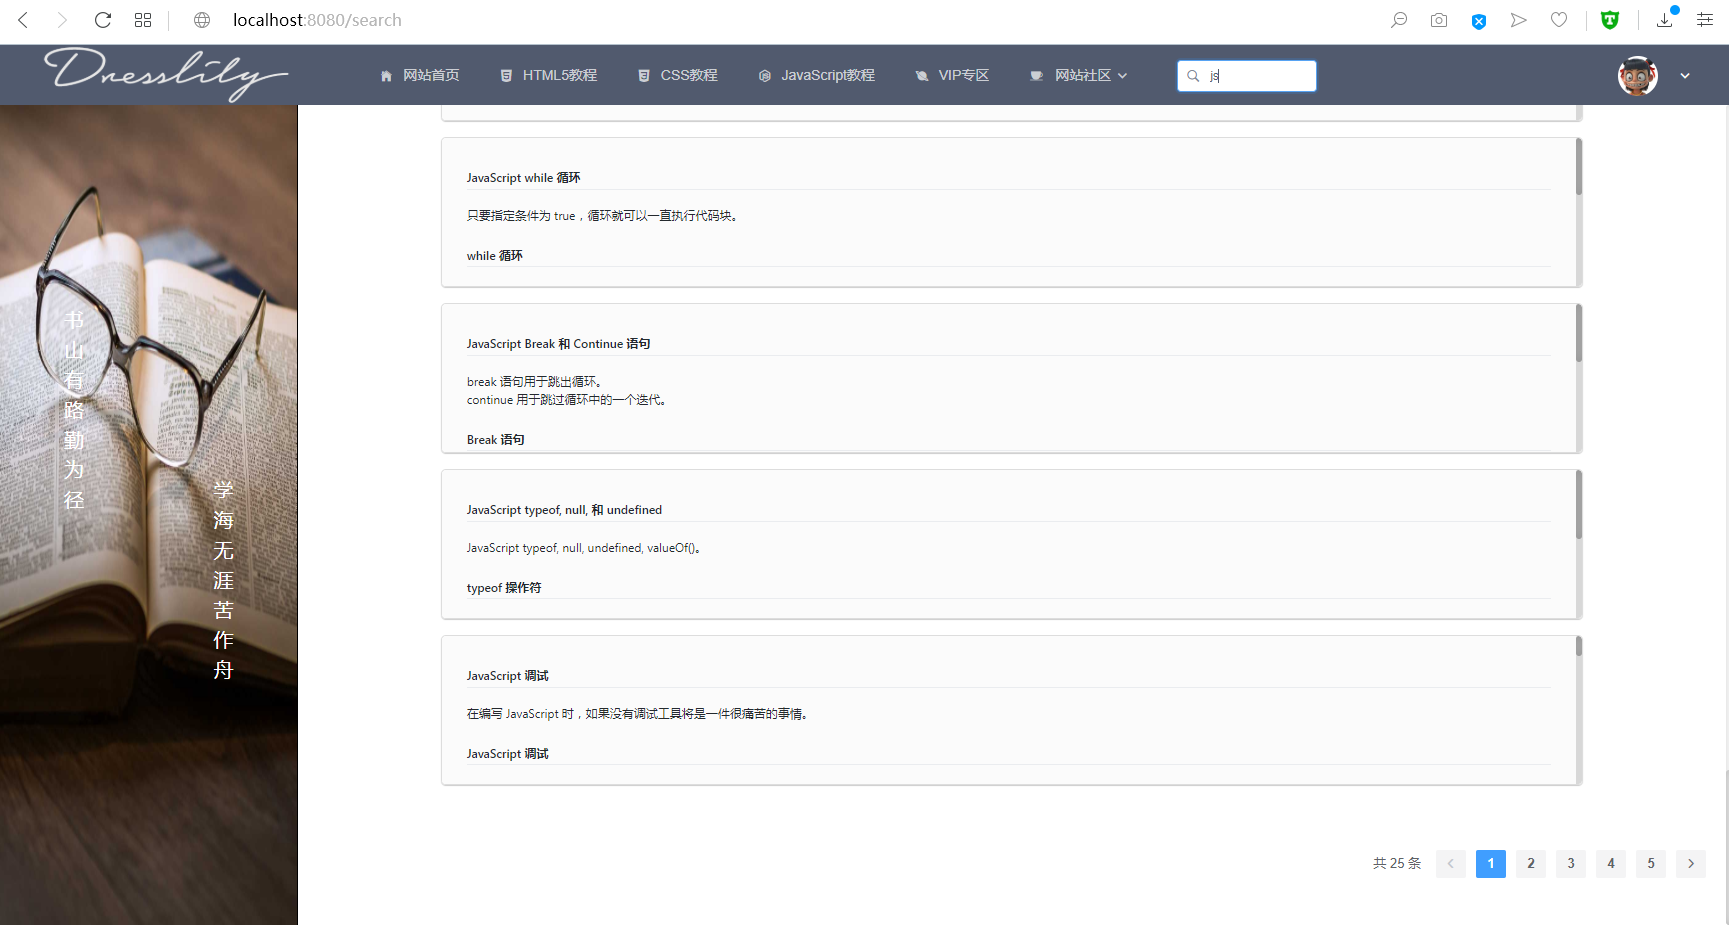 localhost:8080/search
Dresslily
网站首页
HTML5教程
CSS教程
JavaScript教程
VIP专区
网站社区
js
JavaScript while 循环
只要指定条件为 true，循环就可以一直执行代码块。
while 循环
JavaScript Break 和 Continue 语句
break 语句用于跳出循环。
continue 用于跳过循环中的一个迭代。
Break 语句
JavaScript typeof, null, 和 undefined
JavaScript typeof, null, undefined, valueOf()。
typeof 操作符
JavaScript 调试
在编写 JavaScript 时，如果没有调试工具将是一件很痛苦的事情。
JavaScript 调试
书山有路勤为径
学海无涯苦作舟
共 25 条
1 2 3 4 5